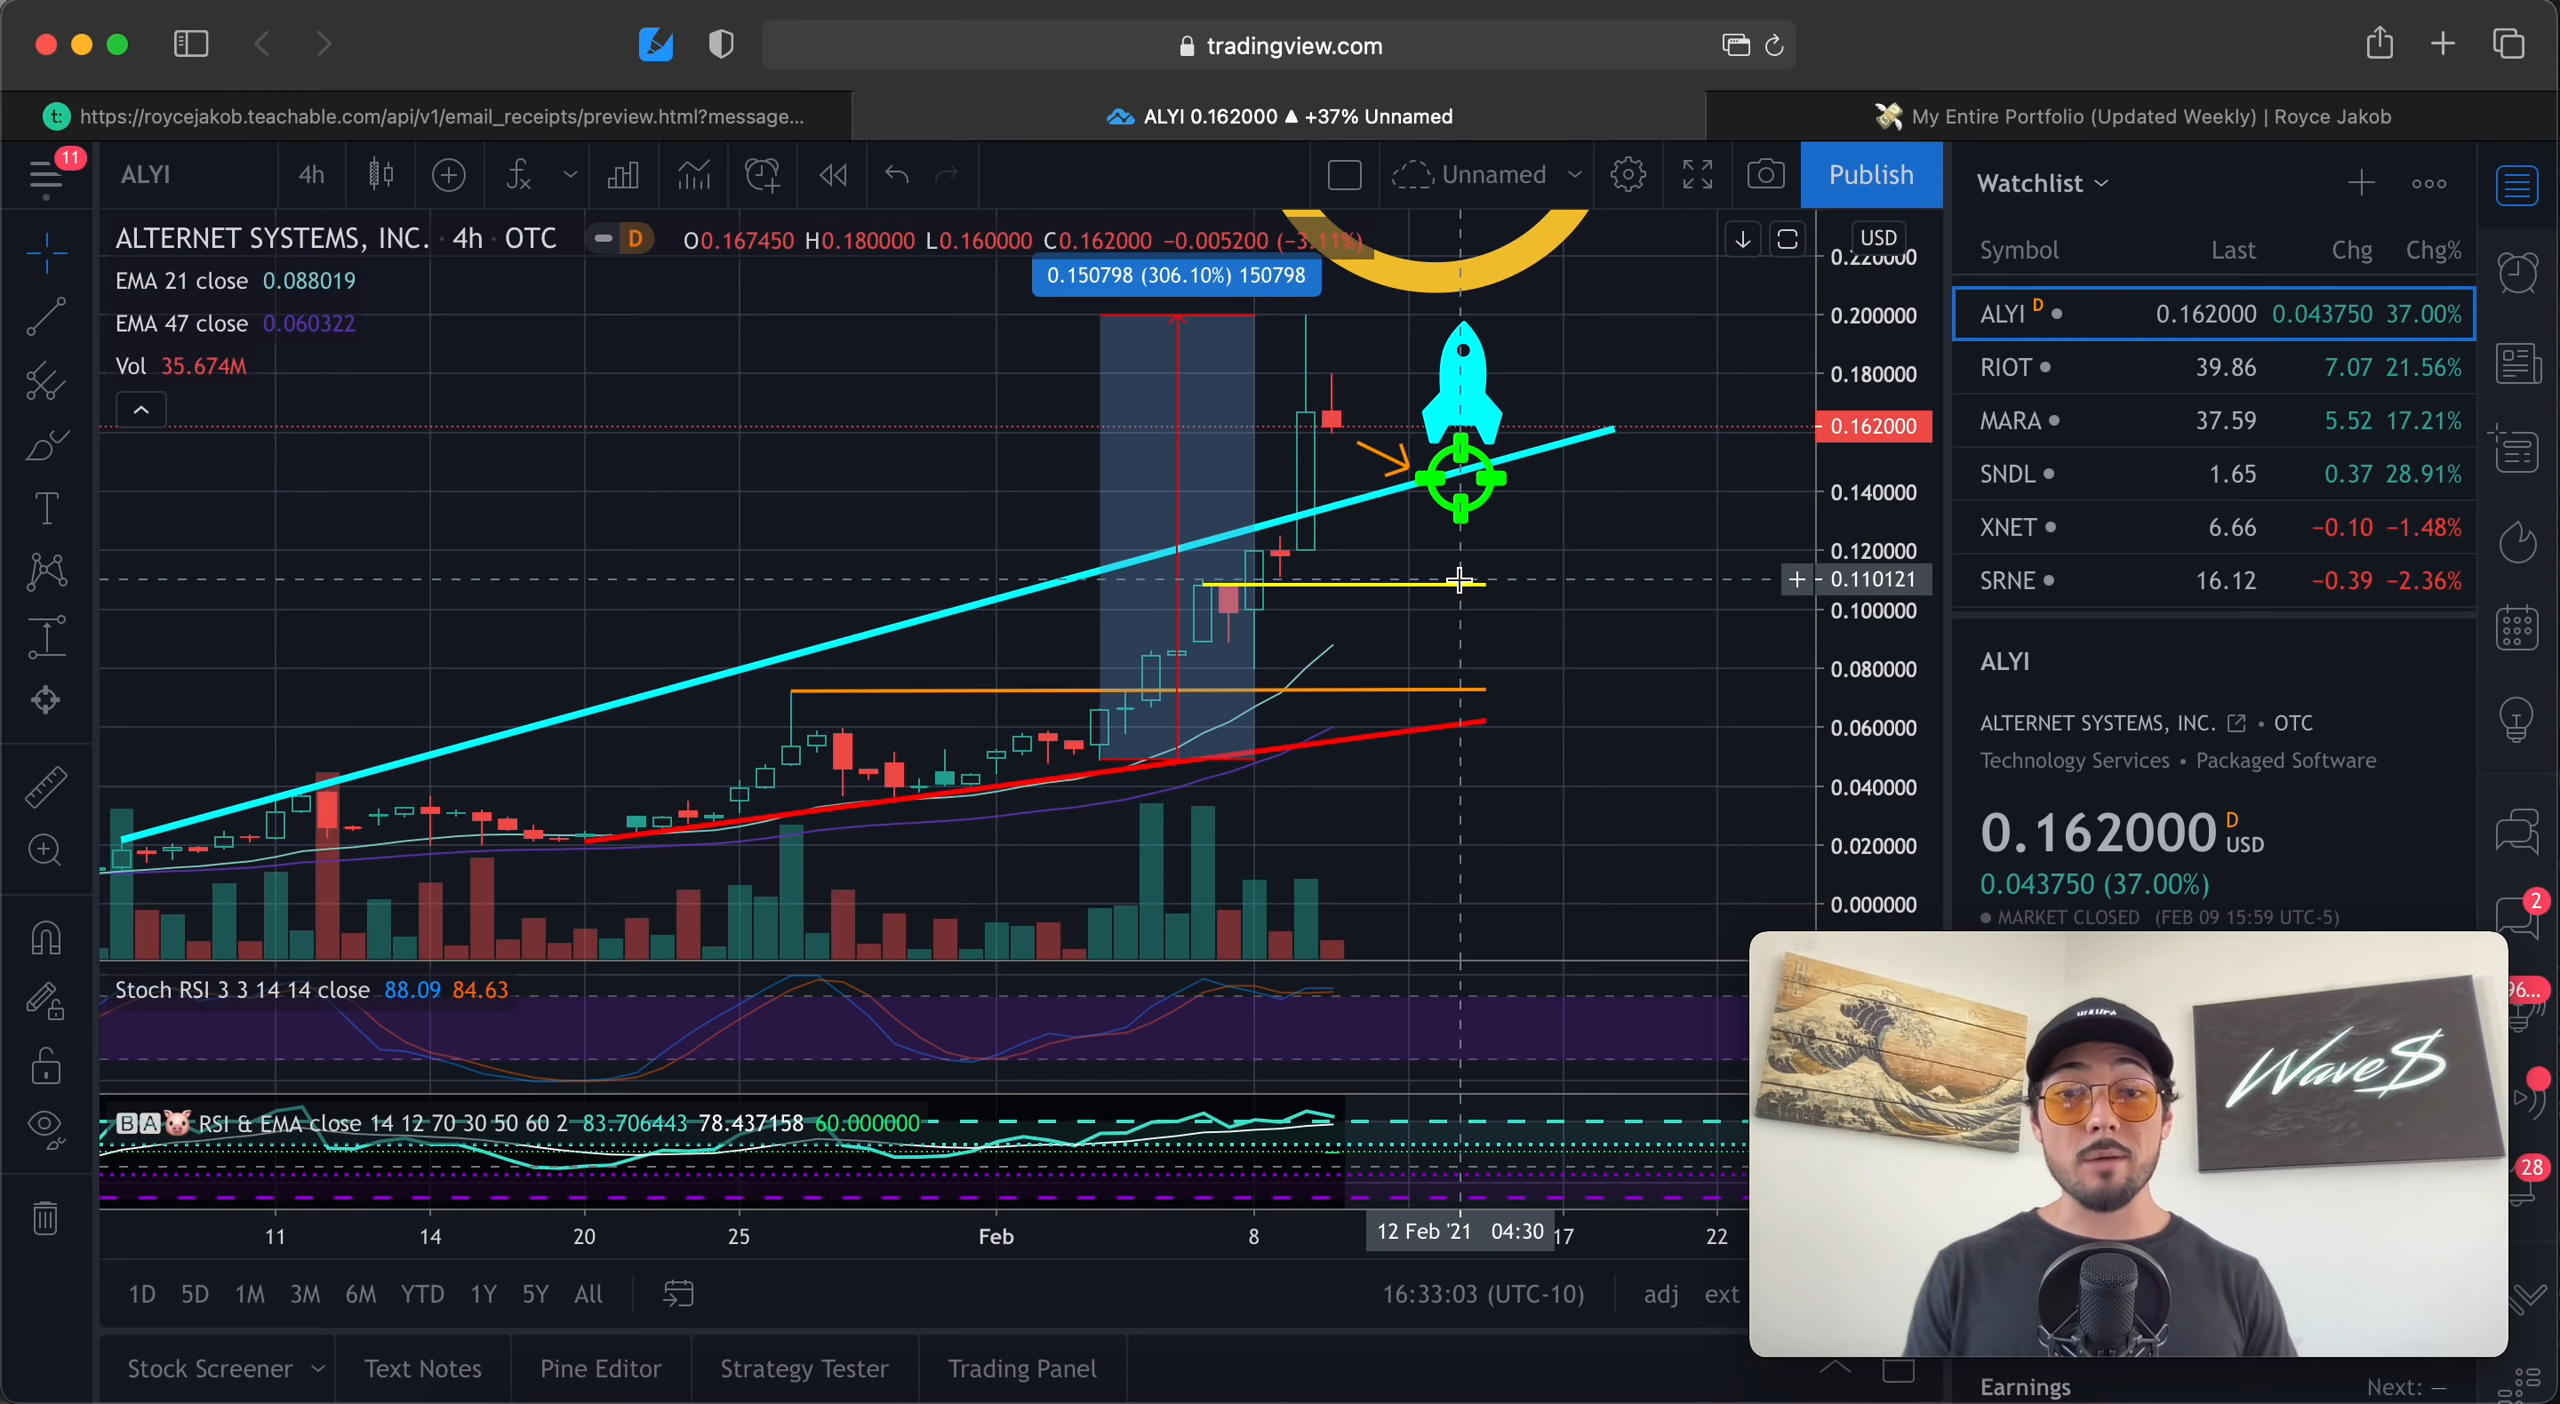 tradingview.com
t: https://roycejakob.teachable.com/api/v1/email_receipts/preview.html?message...
ALYI 0.162000 ▲ +37% Unnamed
My Entire Portfolio (Updated Weekly) | Royce Jakob
11
ALYI
4h
Unnamed
Publish
Watchlist
ALTERNET SYSTEMS, INC. · 4h · OTC
D
O0.167450 H0.180000 L0.160000 C0.162000 −0.005200 (−3.11%)
EMA 21 close 0.088019
EMA 47 close 0.060322
Vol 35.674M
0.150798 (306.10%) 150798
USD
0.220000
0.200000
0.180000
0.162000
0.140000
0.120000
0.110121
0.100000
0.080000
0.060000
0.040000
0.020000
0.000000
Symbol Last Chg Chg%
ALYI D 0.162000 0.043750 37.00%
RIOT 39.86 7.07 21.56%
MARA 37.59 5.52 17.21%
SNDL 1.65 0.37 28.91%
XNET 6.66 −0.10 −1.48%
SRNE 16.12 −0.39 −2.36%
ALYI
ALTERNET SYSTEMS, INC. • OTC
Technology Services • Packaged Software
0.162000 D USD
0.043750 (37.00%)
MARKET CLOSED (FEB 09 15:59 UTC-5)
2
96...
28
Stoch RSI 3 3 14 14 close 88.09 84.63
BA RSI & EMA close 14 12 70 30 50 60 2 83.706443 78.437158 60.000000
11 14 20 25 Feb 8 12 Feb '21 04:30 17 22
1D 5D 1M 3M 6M YTD 1Y 5Y All
16:33:03 (UTC-10) adj ext
Stock Screener Text Notes Pine Editor Strategy Tester Trading Panel
Wave$
Earnings Next: —